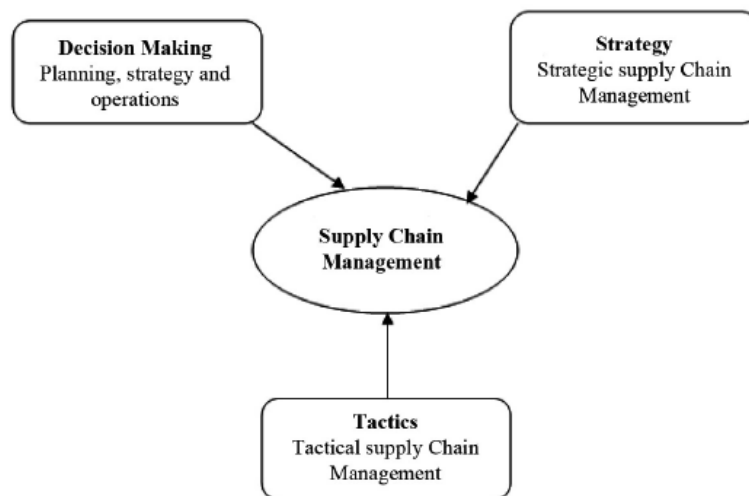 Decision Making
Planning, strategy and
operations
Strategy
Strategic supply Chain
Management
Supply Chain
Management
Tactics
Tactical supply Chain
Management